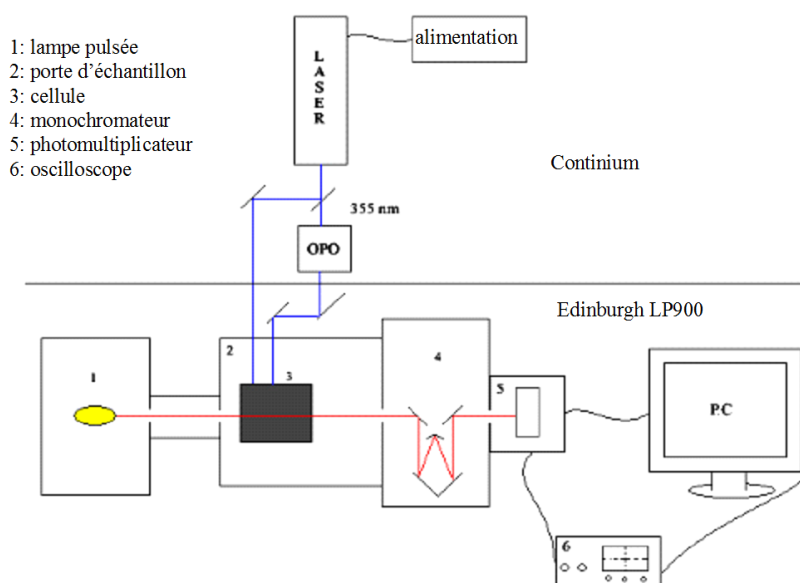 1: lampe pulsée
2: porte d'échantillon
3: cellule
4: monochromateur
5: photomultiplicateur
6: oscilloscope
LASER
alimentation
Continium
355 nm
OPO
Edinburgh LP900
1
2
3
4
5
PC
6